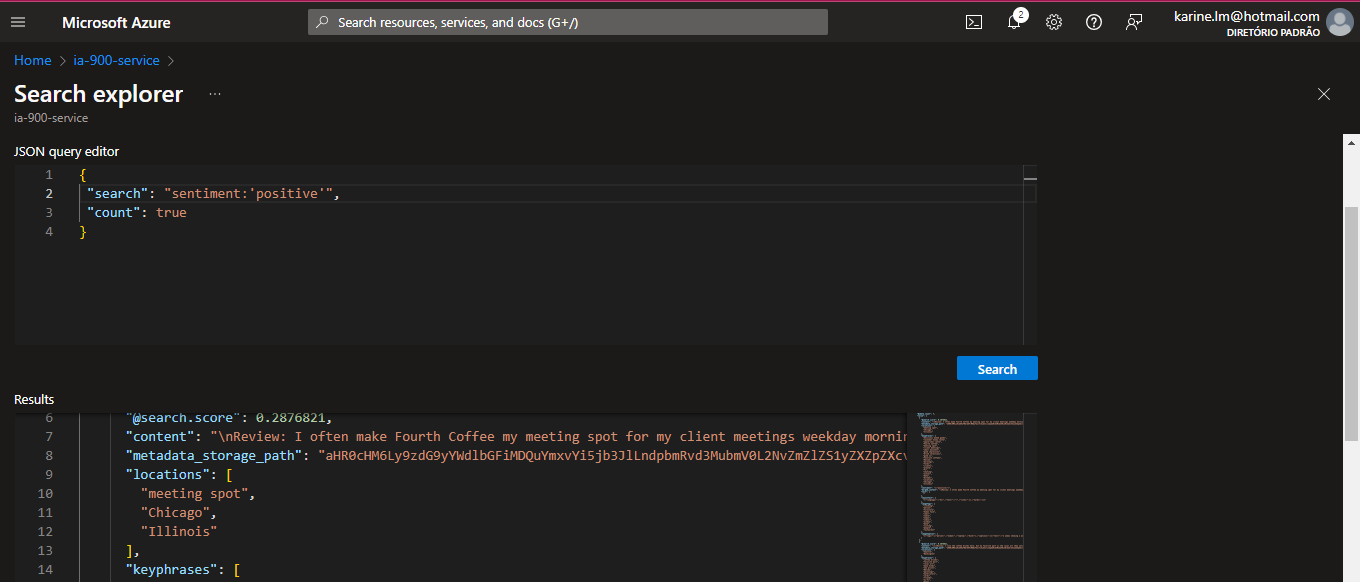 Microsoft Azure
Search resources, services, and docs (G+/)
2
karine.lm@hotmail.com
DIRETÓRIO PADRÃO
Home > ia-900-service >
Search explorer ...
ia-900-service
JSON query editor
1 {
2 "search": "sentiment:'positive'",
3 "count": true
4 }
Search
Results
6 "@search.score": 0.2876821,
7 "content": "\nReview: I often make Fourth Coffee my meeting spot for my client meetings weekday mornin
8 "metadata_storage_path": "aHR0cHM6Ly9zdG9yYWdlbGFiMDQuYmxvYi5jb3JlLndpbmRvd3MubmV0L2NvZmZlZS1yZXZpZXcv
9 "locations": [
10 "meeting spot",
11 "Chicago",
12 "Illinois"
13 ],
14 "keyphrases": [